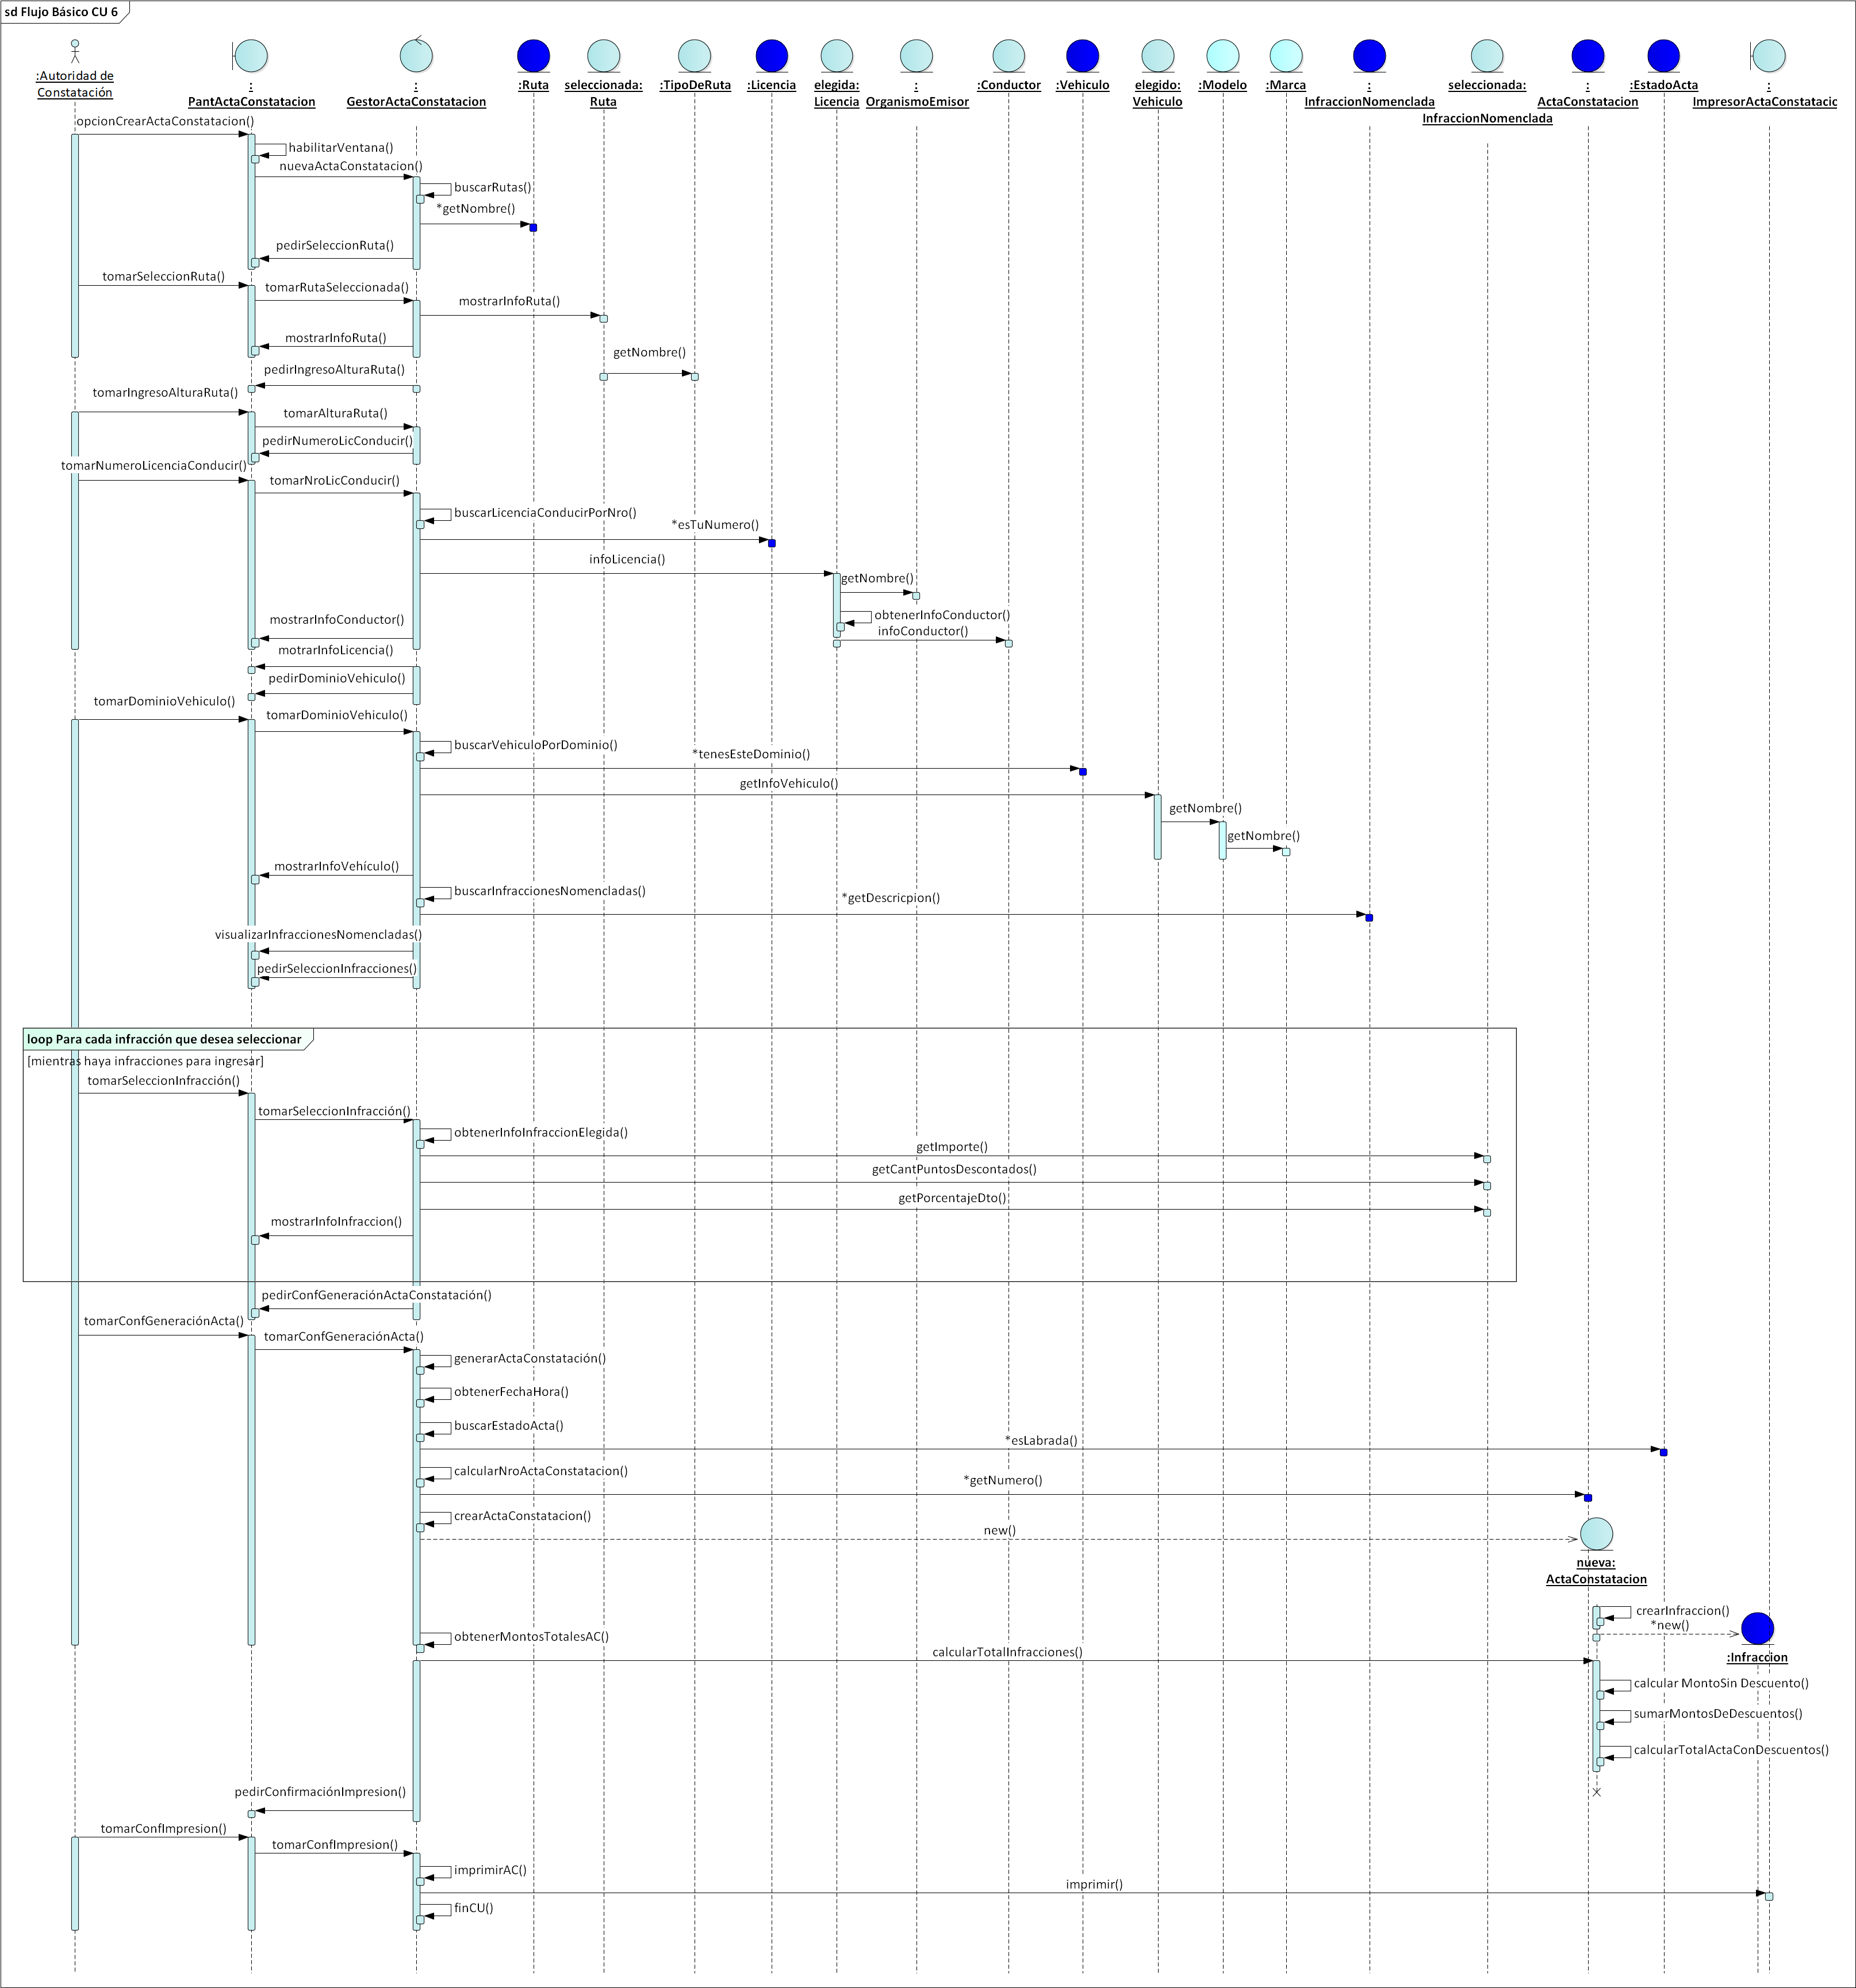 sd Flujo Básico CU 6
:Autoridad de
Constatación
:
PantActaConstatacion
:
GestorActaConstatacion
:Ruta
seleccionada:
Ruta
:TipoDeRuta
:Licencia
elegida:
Licencia
:
OrganismoEmisor
:Conductor
:Vehiculo
elegido:
Vehiculo
:Modelo
:Marca
:
InfraccionNomenclada
seleccionada:
InfraccionNomenclada
:
ActaConstatacion
:EstadoActa
:
ImpresorActaConstatacic
opcionCrearActaConstatacion()
habilitarVentana()
nuevaActaConstatacion()
buscarRutas()
*getNombre()
pedirSeleccionRuta()
tomarSeleccionRuta()
tomarRutaSeleccionada()
mostrarInfoRuta()
mostrarInfoRuta()
getNombre()
pedirIngresoAlturaRuta()
tomarIngresoAlturaRuta()
tomarAlturaRuta()
pedirNumeroLicConducir()
tomarNumeroLicenciaConducir()
tomarNroLicConducir()
buscarLicenciaConducirPorNro()
*esTuNumero()
infoLicencia()
getNombre()
obtenerInfoConductor()
mostrarInfoConductor()
infoConductor()
motrarInfoLicencia()
pedirDominioVehiculo()
tomarDominioVehiculo()
tomarDominioVehiculo()
buscarVehiculoPorDominio()
*tenesEsteDominio()
getInfoVehiculo()
getNombre()
getNombre()
mostrarInfoVehículo()
buscarInfraccionesNomencladas()
*getDescricpion()
visualizarInfraccionesNomencladas()
pedirSeleccionInfracciones()
loop Para cada infracción que desea seleccionar
[mientras haya infracciones para ingresar]
tomarSeleccionInfracción()
tomarSeleccionInfracción()
obtenerInfoInfraccionElegida()
getImporte()
getCantPuntosDescontados()
getPorcentajeDto()
mostrarInfoInfraccion()
pedirConfGeneraciónActaConstatación()
tomarConfGeneraciónActa()
tomarConfGeneraciónActa()
generarActaConstatación()
obtenerFechaHora()
buscarEstadoActa()
*esLabrada()
calcularNroActaConstatacion()
*getNumero()
crearActaConstatacion()
new()
nueva:
ActaConstatacion
crearInfraccion()
*new()
:Infraccion
obtenerMontosTotalesAC()
calcularTotalInfracciones()
calcular MontoSin Descuento()
sumarMontosDeDescuentos()
calcularTotalActaConDescuentos()
pedirConfirmaciónImpresion()
tomarConfImpresion()
tomarConfImpresion()
imprimirAC()
imprimir()
finCU()